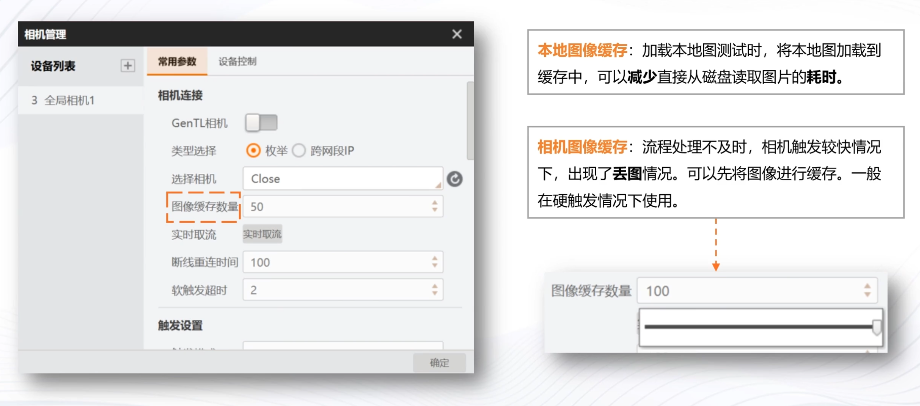 相机管理
设备列表
常用参数 设备控制
3 全局相机1
相机连接
GenTL相机
类型选择 枚举 跨网段IP
选择相机 Close
图像缓存数量 50
实时取流 实时取流
断线重连时间 100
软触发超时 2
触发设置
确定
本地图像缓存：加载本地图测试时，将本地图加载到
缓存中，可以减少直接从磁盘读取图片的耗时。
相机图像缓存：流程处理不及时，相机触发较快情况
下，出现了丢图情况。可以先将图像进行缓存。一般
在硬触发情况下使用。
图像缓存数量 100